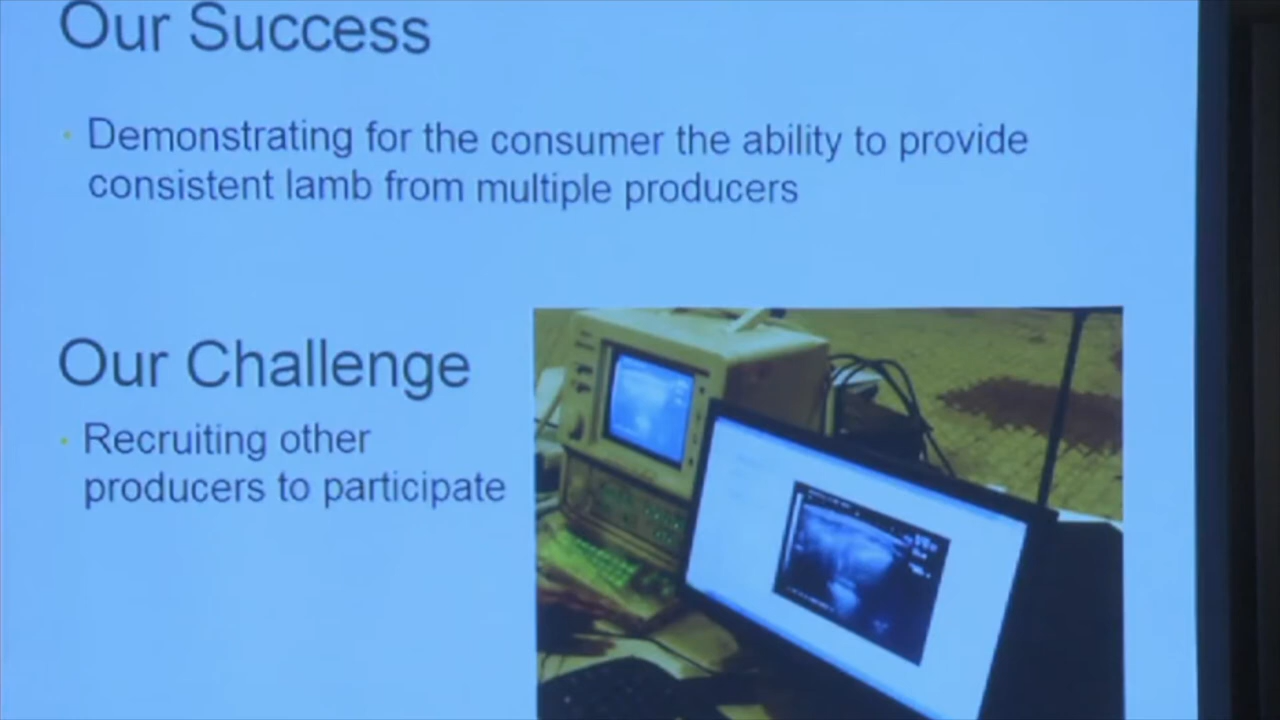 Our Success
• Demonstrating for the consumer the ability to provide
consistent lamb from multiple producers
Our Challenge
• Recruiting other
producers to participate